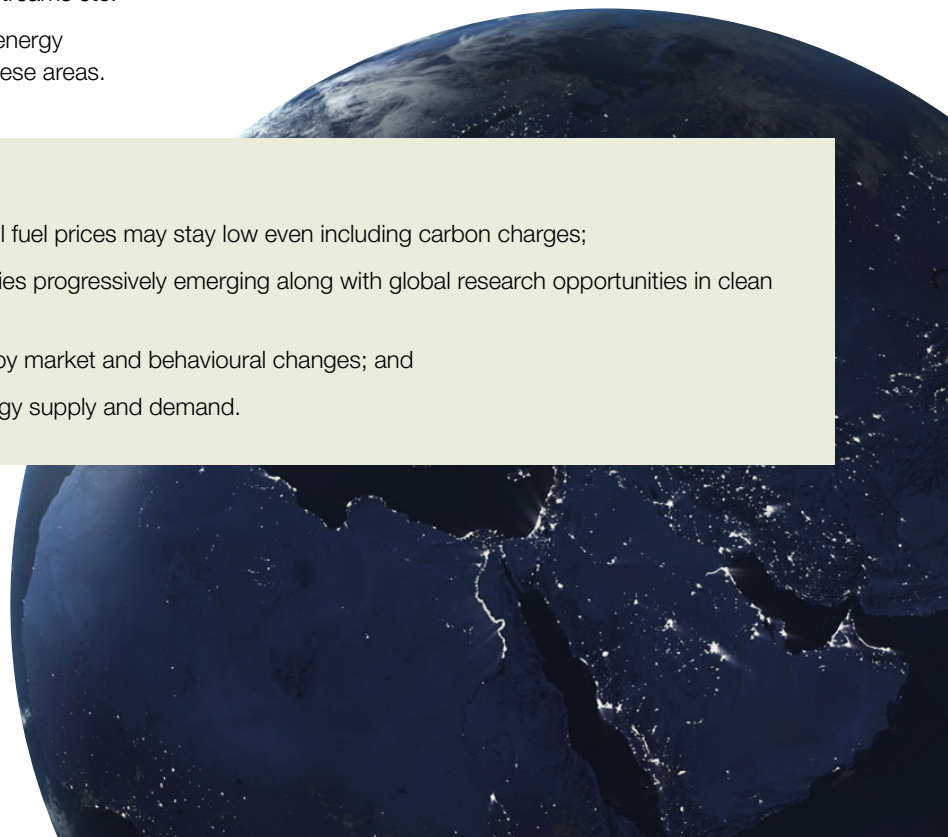 energy
ese areas.
l fuel prices may stay low even including carbon charges;
ies progressively emerging along with global research opportunities in clean
by market and behavioural changes; and
gy supply and demand.